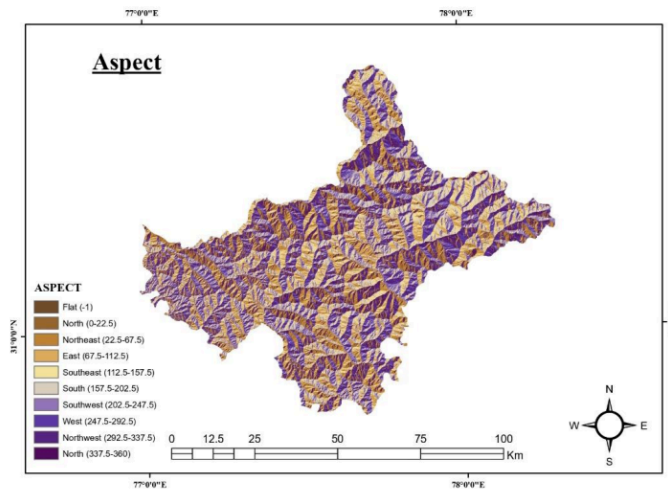 77°0'0"E 78°0'0"E
Aspect
31°0'0"N
ASPECT
Flat (-1)
North (0-22.5)
Northeast (22.5-67.5)
East (67.5-112.5)
Southeast (112.5-157.5)
South (157.5-202.5)
Southwest (202.5-247.5)
West (247.5-292.5)
Northwest (292.5-337.5)
North (337.5-360)
0 12.5 25 50 75 100
Km
N
W E
S
77°0'0"E 78°0'0"E